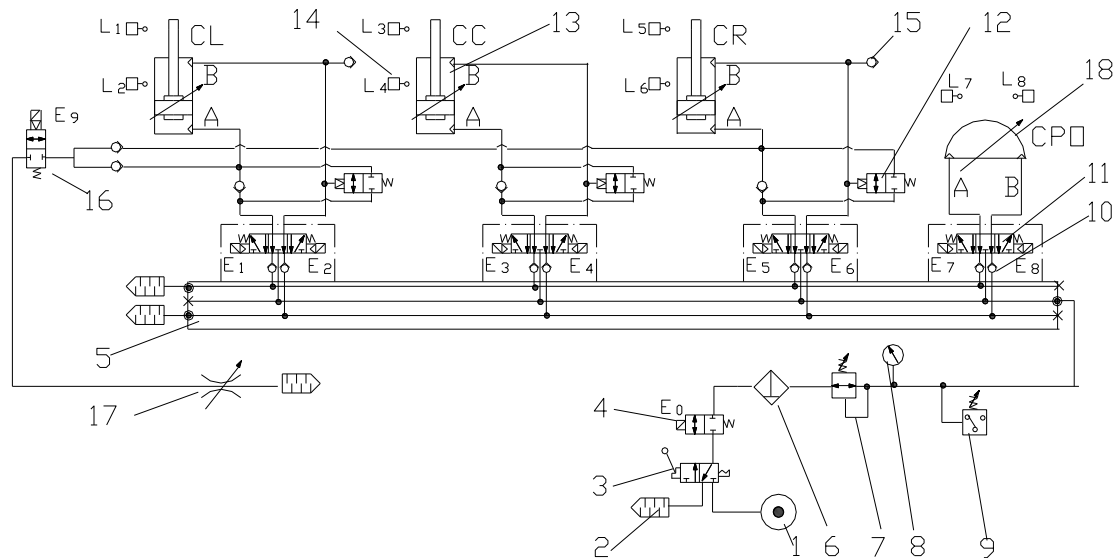 14 13 15 12
L1 CL L3 CC L5 CR
L7 L8 18
B B B
L2 L4 L6
E9 A A A CPO
16 A B 11
10
E1 E2 E3 E4 E5 E6 E7 E8
5
17 4 E0
3
2 1 6 7 8 9